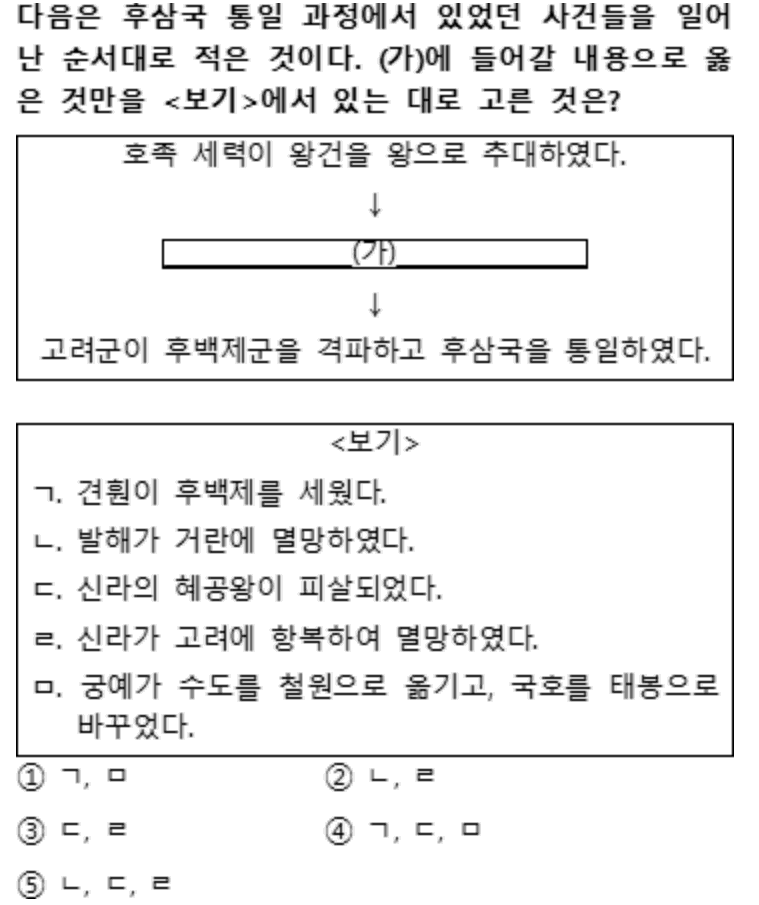 다음은 후삼국 통일 과정에서 있었던 사건들을 일어
난 순서대로 적은 것이다. (가)에 들어갈 내용으로 옳
은 것만을 <보기>에서 있는 대로 고른 것은?
호족 세력이 왕건을 왕으로 추대하였다.
↓
(가)
↓
고려군이 후백제군을 격파하고 후삼국을 통일하였다.
<보기>
ㄱ. 견훤이 후백제를 세웠다.
ㄴ. 발해가 거란에 멸망하였다.
ㄷ. 신라의 혜공왕이 피살되었다.
ㄹ. 신라가 고려에 항복하여 멸망하였다.
ㅁ. 궁예가 수도를 철원으로 옮기고, 국호를 태봉으로
바꾸었다.
① ㄱ, ㅁ ② ㄴ, ㄹ
③ ㄷ, ㄹ ④ ㄱ, ㄷ, ㅁ
⑤ ㄴ, ㄷ, ㄹ